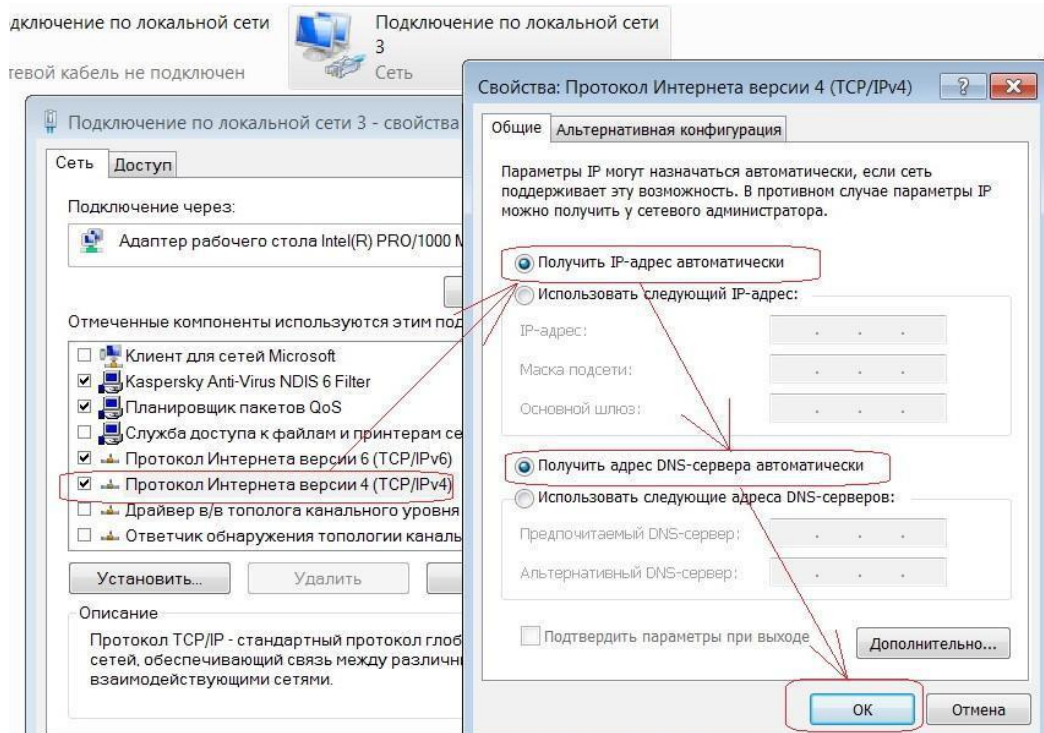 дключение по локальной сети
тевой кабель не подключен
Подключение по локальной сети
3
Сеть
Подключение по локальной сети 3 - свойства
Сеть Доступ
Подключение через:
Адаптер рабочего стола Intel(R) PRO/1000 M
Отмеченные компоненты используются этим под
Клиент для сетей Microsoft
Kaspersky Anti-Virus NDIS 6 Filter
Планировщик пакетов QoS
Служба доступа к файлам и принтерам се
Протокол Интернета версии 6 (TCP/IPv6)
Протокол Интернета версии 4 (TCP/IPv4)
Драйвер в/в тополога канального уровня
Ответчик обнаружения топологии каналь
Установить... Удалить
Описание
Протокол TCP/IP - стандартный протокол глоб
сетей, обеспечивающий связь между различн
взаимодействующими сетями.
Свойства: Протокол Интернета версии 4 (TCP/IPv4)
Общие Альтернативная конфигурация
Параметры IP могут назначаться автоматически, если сеть
поддерживает эту возможность. В противном случае параметры IP
можно получить у сетевого администратора.
Получить IP-адрес автоматически
Использовать следующий IP-адрес:
IP-адрес:
Маска подсети:
Основной шлюз:
Получить адрес DNS-сервера автоматически
Использовать следующие адреса DNS-серверов:
Предпочитаемый DNS-сервер:
Альтернативный DNS-сервер:
Подтвердить параметры при выходе
Дополнительно...
ОК Отмена